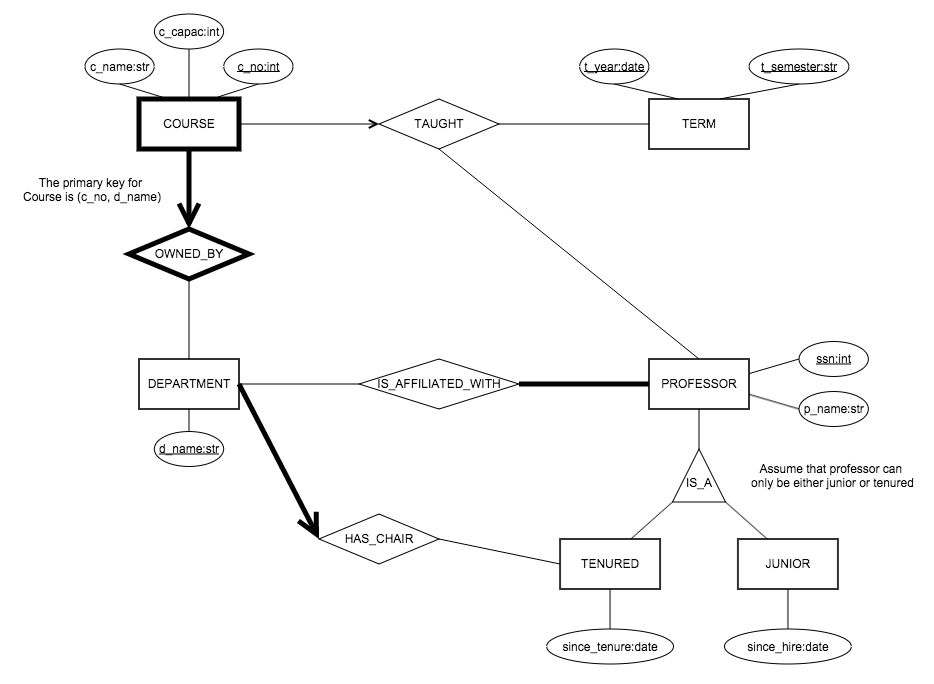 c_capac:int
c_name:str
c_no:int
t_year:date
t_semester:str
COURSE
TAUGHT
TERM
The primary key for
Course is (c_no, d_name)
OWNED_BY
DEPARTMENT
IS_AFFILIATED_WITH
PROFESSOR
ssn:int
p_name:str
d_name:str
IS_A
Assume that professor can
only be either junior or tenured
HAS_CHAIR
TENURED
JUNIOR
since_tenure:date
since_hire:date